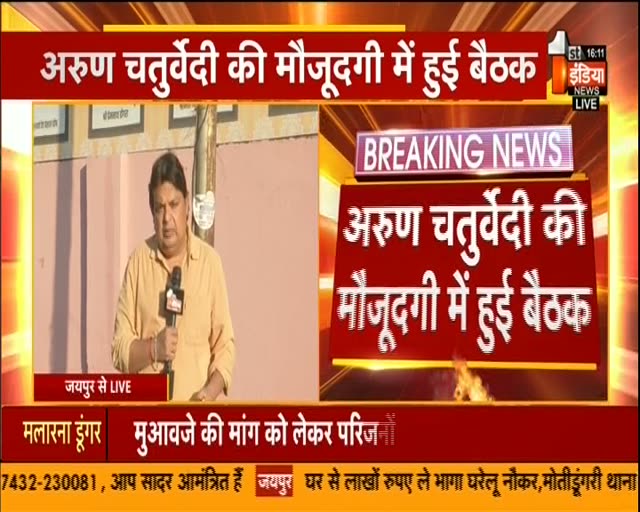 अरुण चतुर्वेदी की मौजूदगी में हुई बैठक
1st 16:11
इंडिया
NEWS
LIVE
BREAKING NEWS
अरुण चतुर्वेदी की
मौजूदगी में हुई बैठक
जयपुर से LIVE
मलारना डूंगर मुआवजे की मांग को लेकर परिजनों
7432-230081, आप सादर आमंत्रित हैं जयपुर घर से लाखों रुपए ले भागा घरेलू नौकर,मोतीडूंगरी थाना